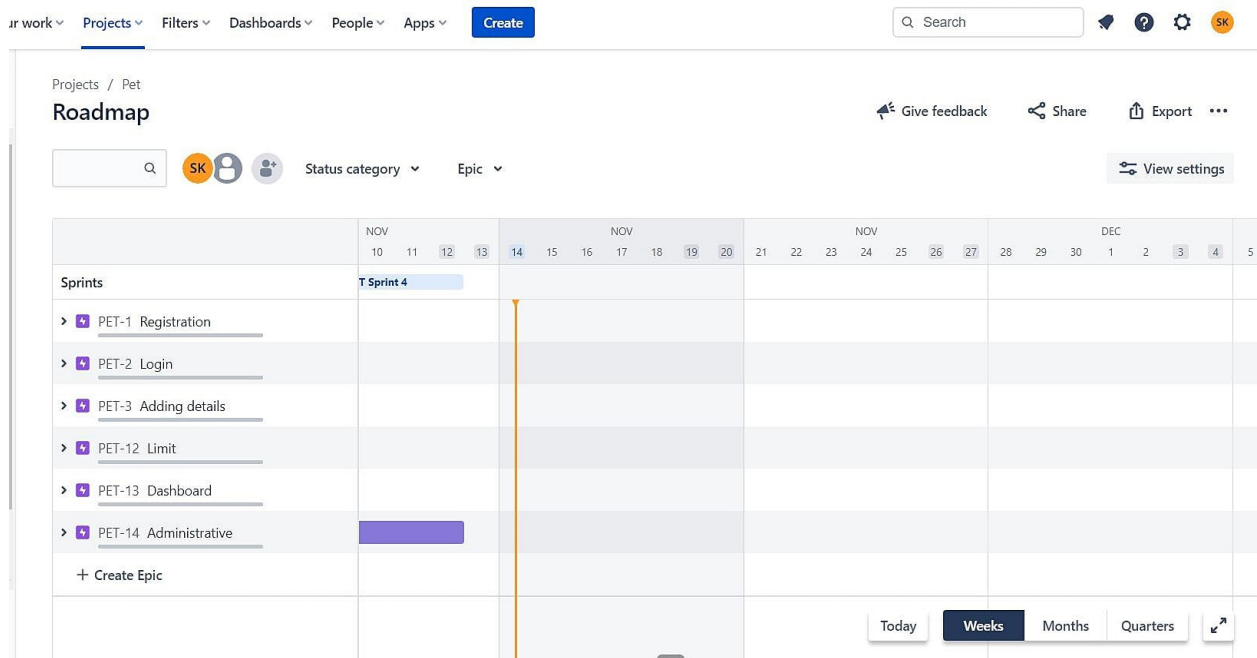 ur work Projects Filters Dashboards People Apps Create Search SK
Projects / Pet
Roadmap
Give feedback Share Export
SK Status category Epic View settings
NOV NOV NOV DEC
10 11 12 13 14 15 16 17 18 19 20 21 22 23 24 25 26 27 28 29 30 1 2 3 4 5
Sprints T Sprint 4
PET-1 Registration
PET-2 Login
PET-3 Adding details
PET-12 Limit
PET-13 Dashboard
PET-14 Administrative
+ Create Epic
Today Weeks Months Quarters